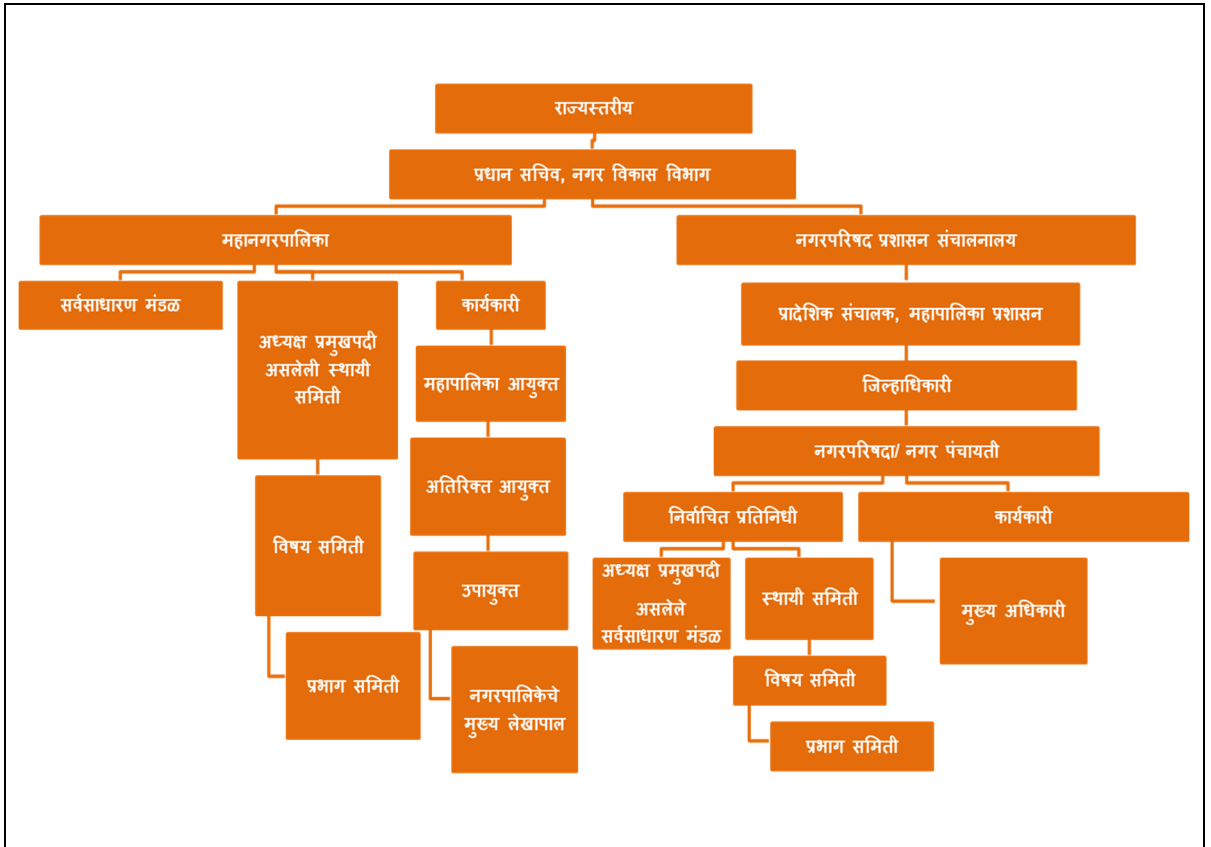 राज्यस्तरीय
प्रधान सचिव, नगर विकास विभाग
महानगरपालिका
नगरपरिषद प्रशासन संचालनालय
सर्वसाधारण मंडळ
अध्यक्ष प्रमुखपदी
असलेली स्थायी
समिती
कार्यकारी
प्रादेशिक संचालक, महापालिका प्रशासन
महापालिका आयुक्त
जिल्हाधिकारी
अतिरिक्त आयुक्त
नगरपरिषदा/ नगर पंचायती
विषय समिती
निर्वाचित प्रतिनिधी
कार्यकारी
उपायुक्त
अध्यक्ष प्रमुखपदी
असलेले
सर्वसाधारण मंडळ
स्थायी समिती
मुख्य अधिकारी
प्रभाग समिती
नगरपालिकेचे
मुख्य लेखापाल
विषय समिती
प्रभाग समिती